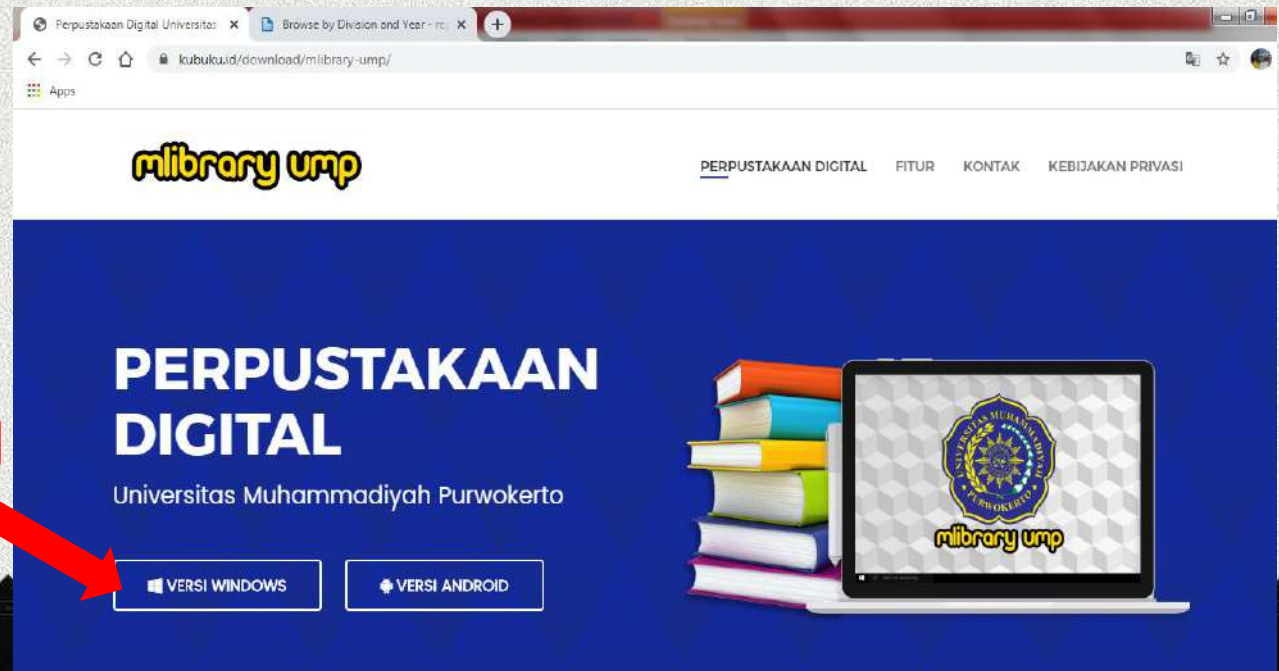 Perpustakaan Digital Universitas
Browse by Division and Year - re
kubuku.id/download/mlibrary-ump/
Apps
mlibrary ump
PERPUSTAKAAN DIGITAL FITUR KONTAK KEBIJAKAN PRIVASI
PERPUSTAKAAN
DIGITAL
Universitas Muhammadiyah Purwokerto
VERSI WINDOWS VERSI ANDROID
UNIVERSITAS MUHAMMADIYAH
PURWOKERTO
mlibrary ump